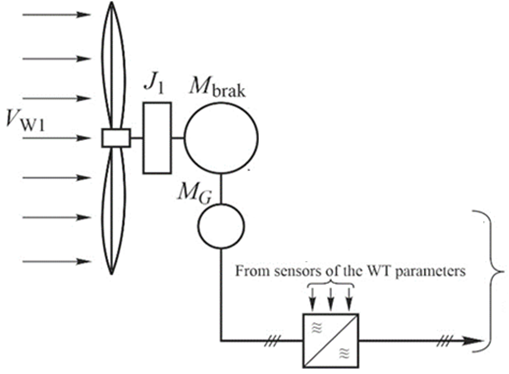 J1
Mbrak
VW1
MG
From sensors of the WT parameters
≋
≋